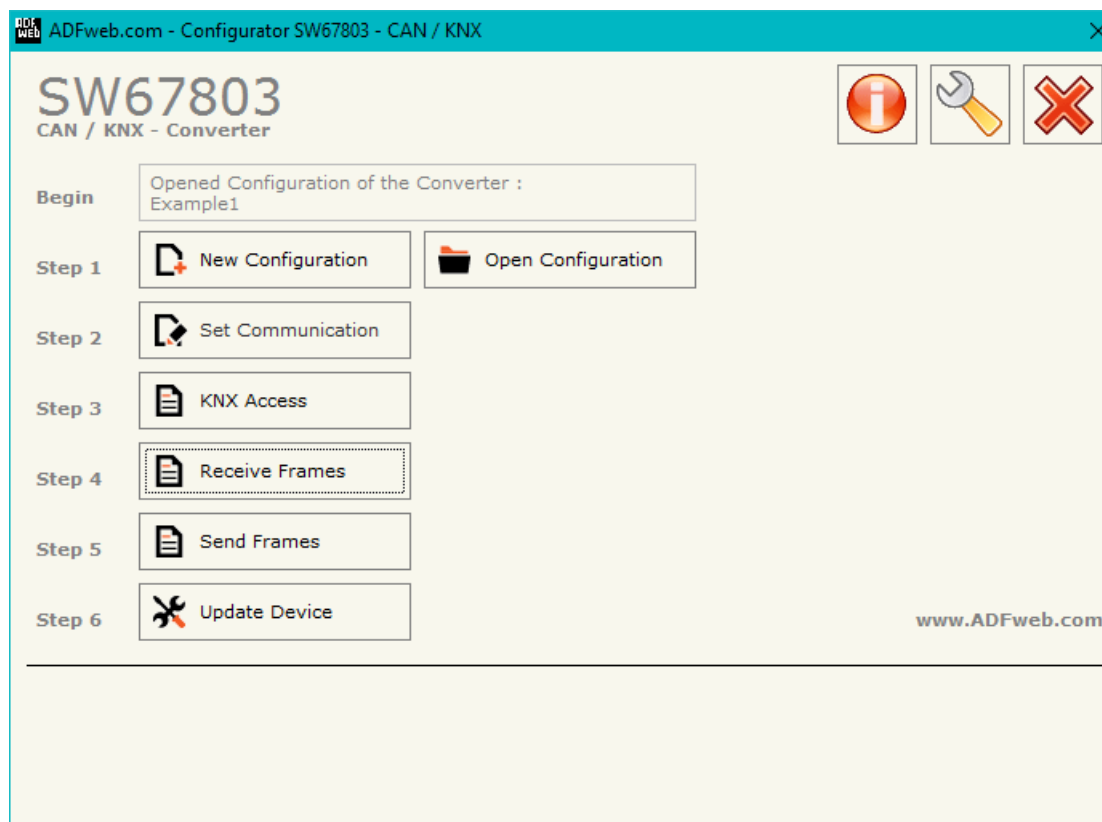 ADF
WEB
ADFweb.com - Configurator SW67803 - CAN / KNX
SW67803
CAN / KNX - Converter
Begin
Opened Configuration of the Converter :
Example1
Step 1
New Configuration
Open Configuration
Step 2
Set Communication
Step 3
KNX Access
Step 4
Receive Frames
Step 5
Send Frames
Step 6
Update Device
www.ADFweb.com